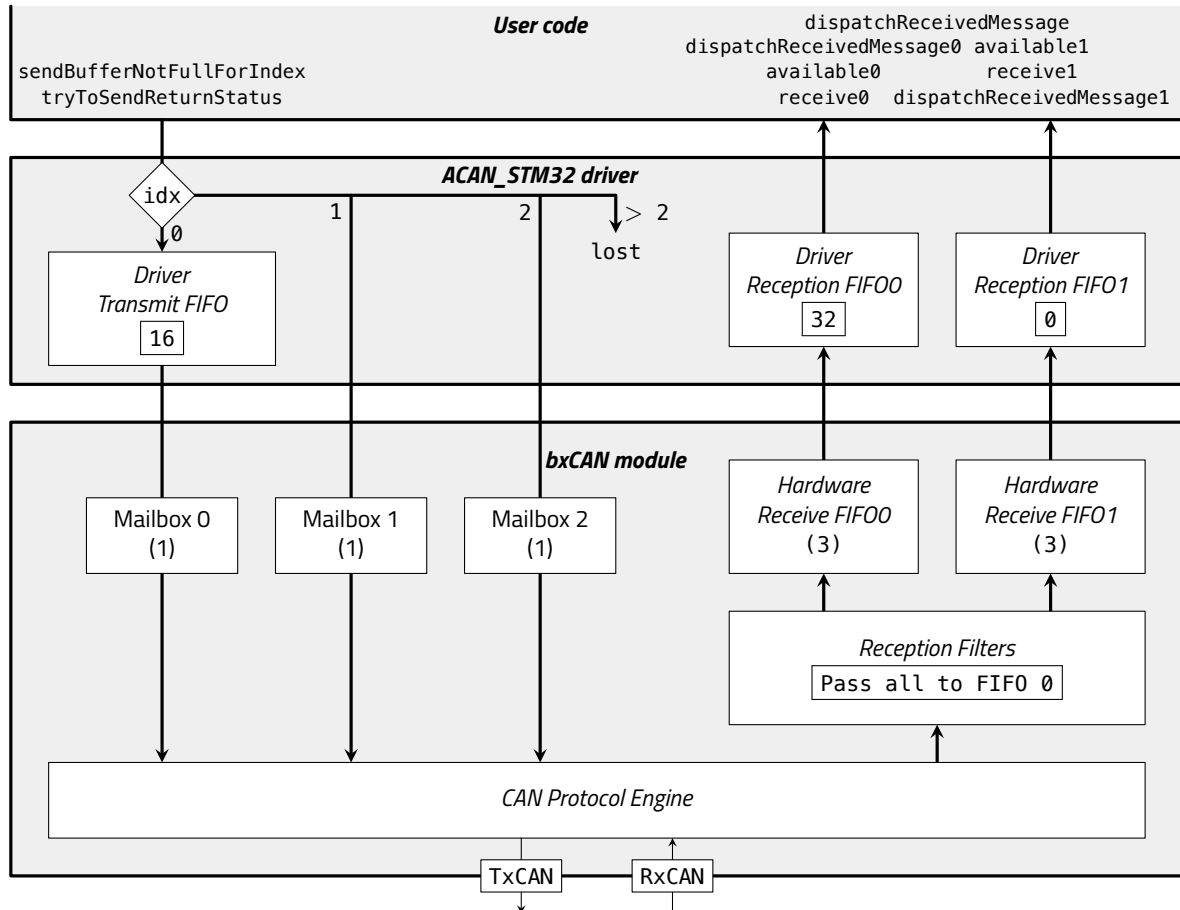 User code
dispatchReceivedMessage
dispatchReceivedMessage0 available1
sendBufferNotFullForIndex
available0 receive1
tryToSendReturnStatus
receive0 dispatchReceivedMessage1
ACAN_STM32 driver
idx
1
2
> 2
0
lost
Driver
Transmit FIFO
16
Driver
Reception FIFO0
32
Driver
Reception FIFO1
0
bxCAN module
Mailbox 0
(1)
Mailbox 1
(1)
Mailbox 2
(1)
Hardware
Receive FIFO0
(3)
Hardware
Receive FIFO1
(3)
Reception Filters
Pass all to FIFO 0
CAN Protocol Engine
TxCAN
RxCAN